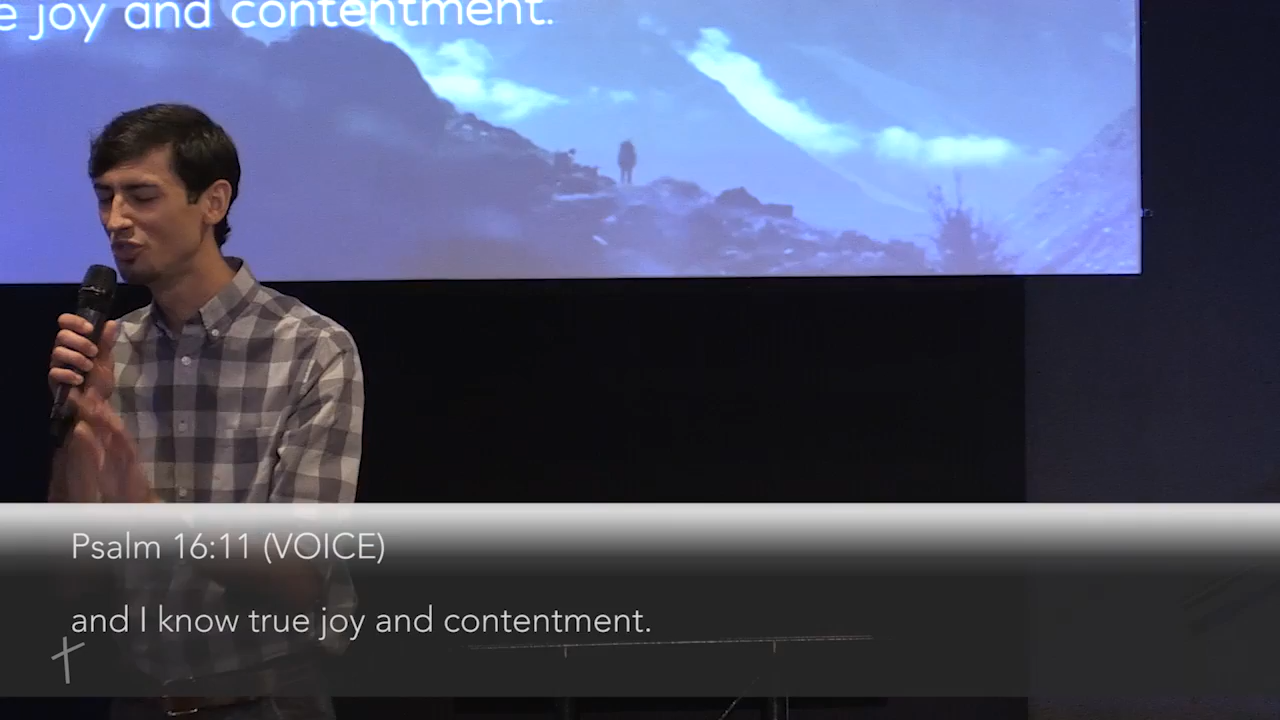 e joy and contentment.
Psalm 16:11 (VOICE)
and I know true joy and contentment.